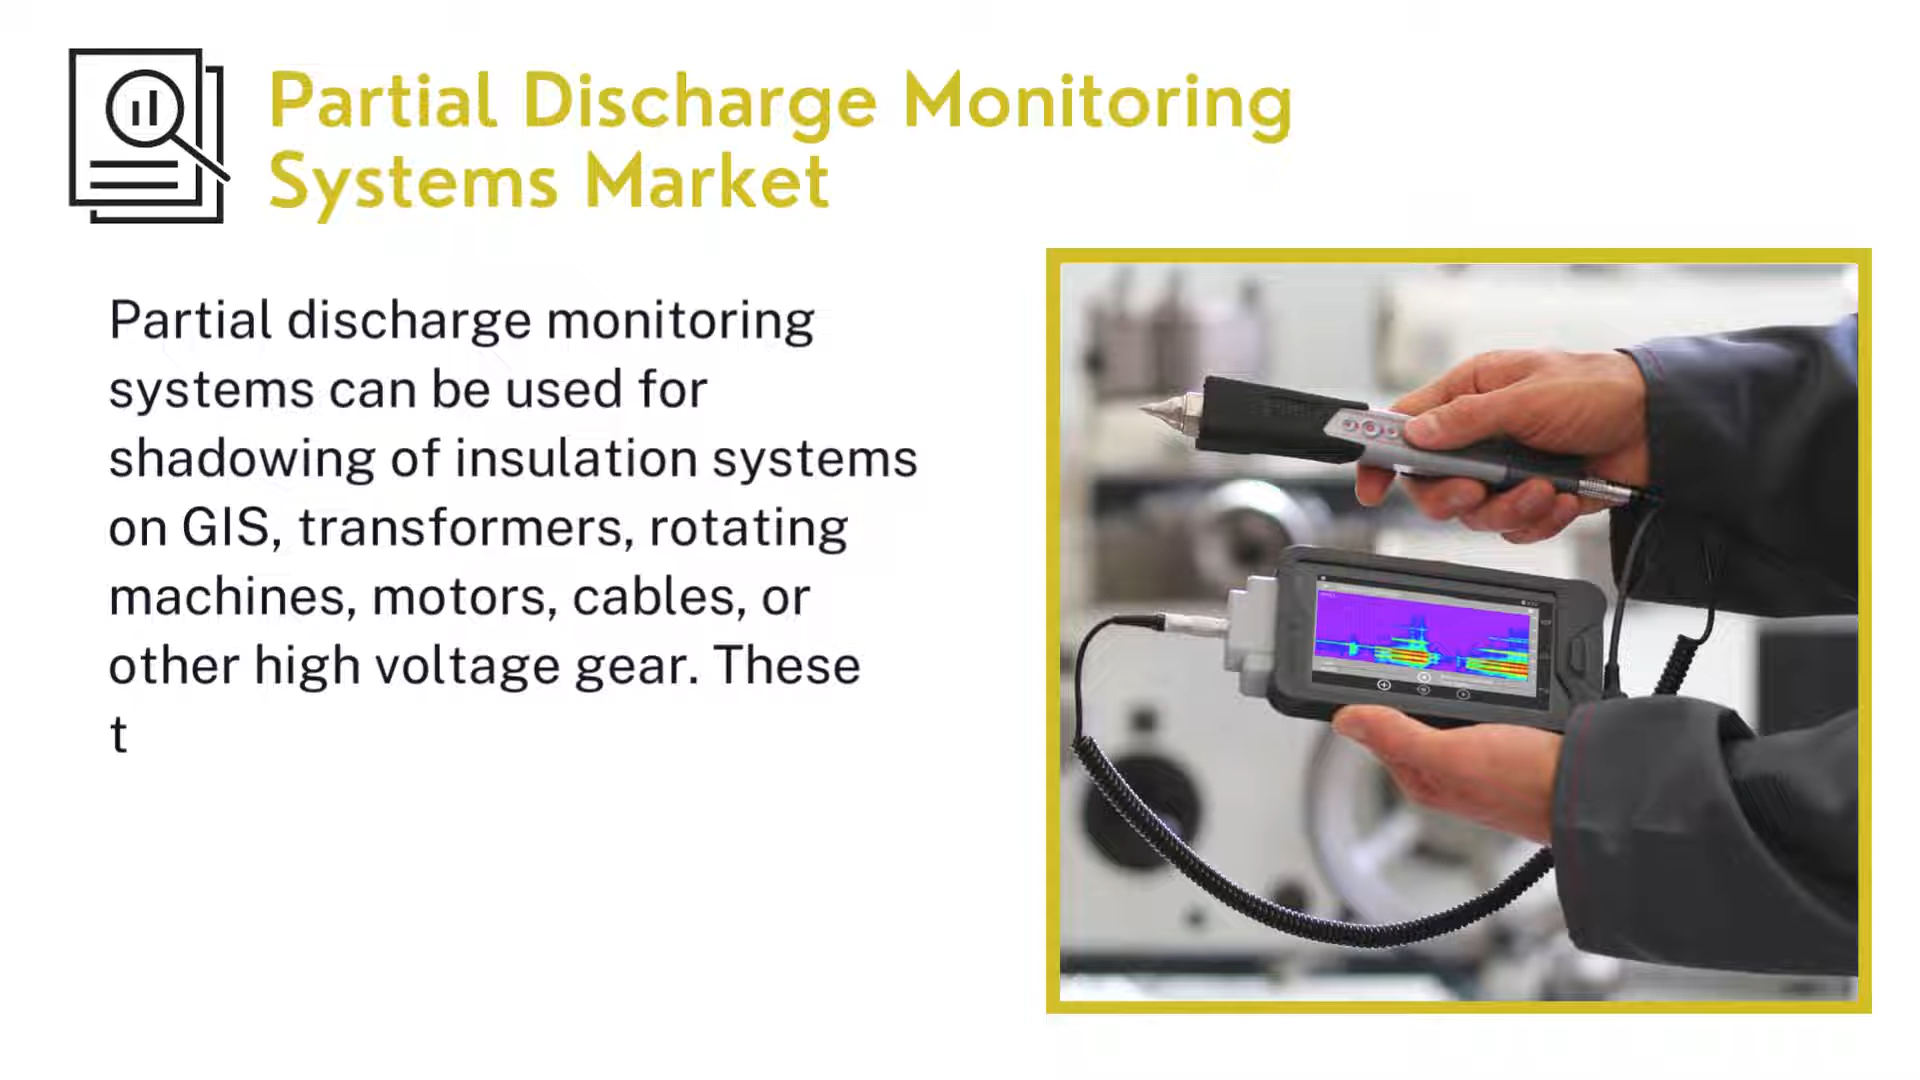 Partial Discharge Monitoring
Systems Market
Partial discharge monitoring
systems can be used for
shadowing of insulation systems
on GIS, transformers, rotating
machines, motors, cables, or
other high voltage gear. These
t